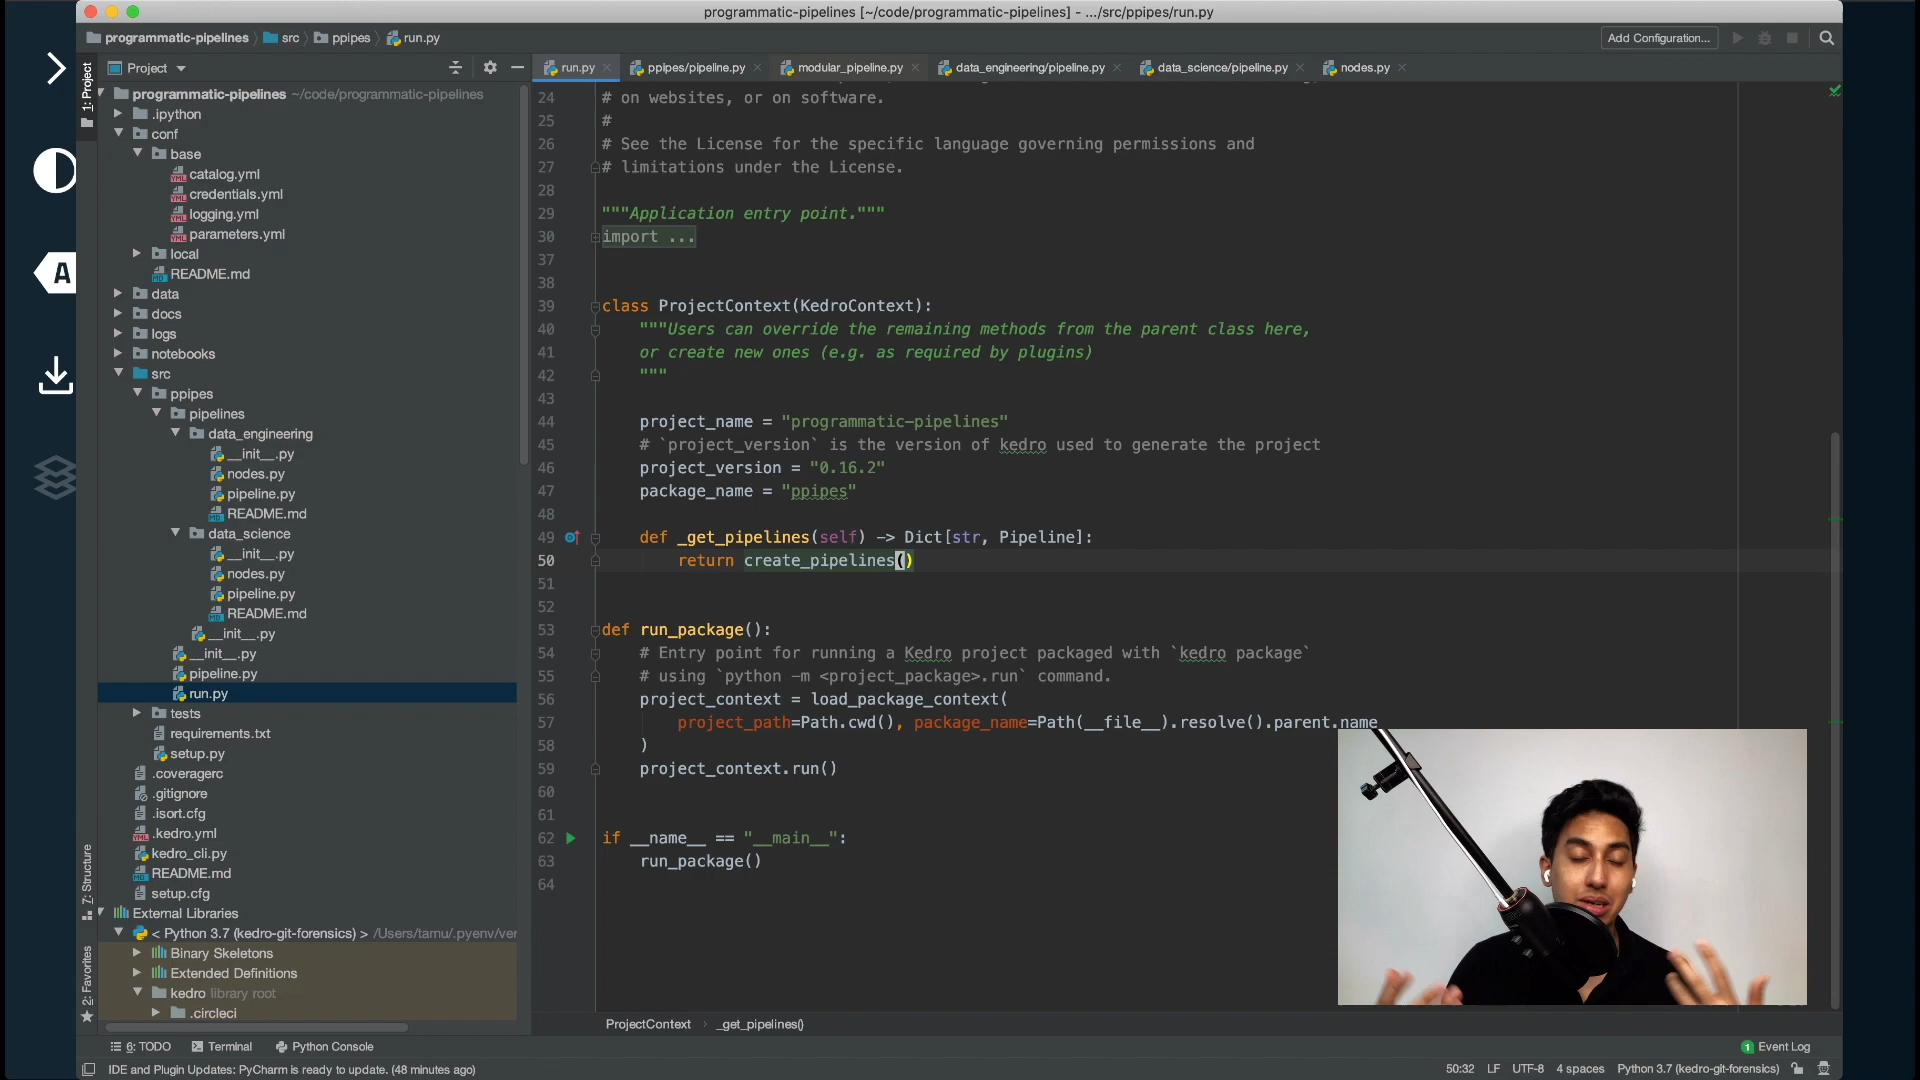 programmatic-pipelines [~/code/programmatic-pipelines] - .../src/ppipes/run.py
programmatic-pipelines
src
ppipes
run.py
Add Configuration...
Project
run.py
ppipes/pipeline.py
modular_pipeline.py
data_engineering/pipeline.py
data_science/pipeline.py
nodes.py
1: Project
7: Structure
2: Favorites
A
programmatic-pipelines ~/code/programmatic-pipelines
.ipython
conf
base
catalog.yml
credentials.yml
logging.yml
parameters.yml
local
README.md
data
docs
logs
notebooks
src
ppipes
pipelines
data_engineering
__init__.py
nodes.py
pipeline.py
README.md
data_science
__init__.py
nodes.py
pipeline.py
README.md
__init__.py
__init__.py
pipeline.py
run.py
tests
requirements.txt
setup.py
.coveragerc
.gitignore
.isort.cfg
.kedro.yml
kedro_cli.py
README.md
setup.cfg
External Libraries
< Python 3.7 (kedro-git-forensics) > /Users/tamu/.pyenv/ver
Binary Skeletons
Extended Definitions
kedro library root
.circleci
24 # on websites, or on software.
25 #
26 # See the License for the specific language governing permissions and
27 # limitations under the License.
28
29 """Application entry point."""
30 import ...
37
38
39 class ProjectContext(KedroContext):
40 """Users can override the remaining methods from the parent class here,
41 or create new ones (e.g. as required by plugins)
42 """
43
44 project_name = "programmatic-pipelines"
45 # `project_version` is the version of kedro used to generate the project
46 project_version = "0.16.2"
47 package_name = "ppipes"
48
49 def _get_pipelines(self) -> Dict[str, Pipeline]:
50 return create_pipelines()
51
52
53 def run_package():
54 # Entry point for running a Kedro project packaged with `kedro package`
55 # using `python -m <project_package>.run` command.
56 project_context = load_package_context(
57 project_path=Path.cwd(), package_name=Path(__file__).resolve().parent.name
58 )
59 project_context.run()
60
61
62 if __name__ == "__main__":
63 run_package()
64
ProjectContext
_get_pipelines()
6: TODO
Terminal
Python Console
1 Event Log
IDE and Plugin Updates: PyCharm is ready to update. (48 minutes ago)
50:32 LF UTF-8 4 spaces Python 3.7 (kedro-git-forensics)